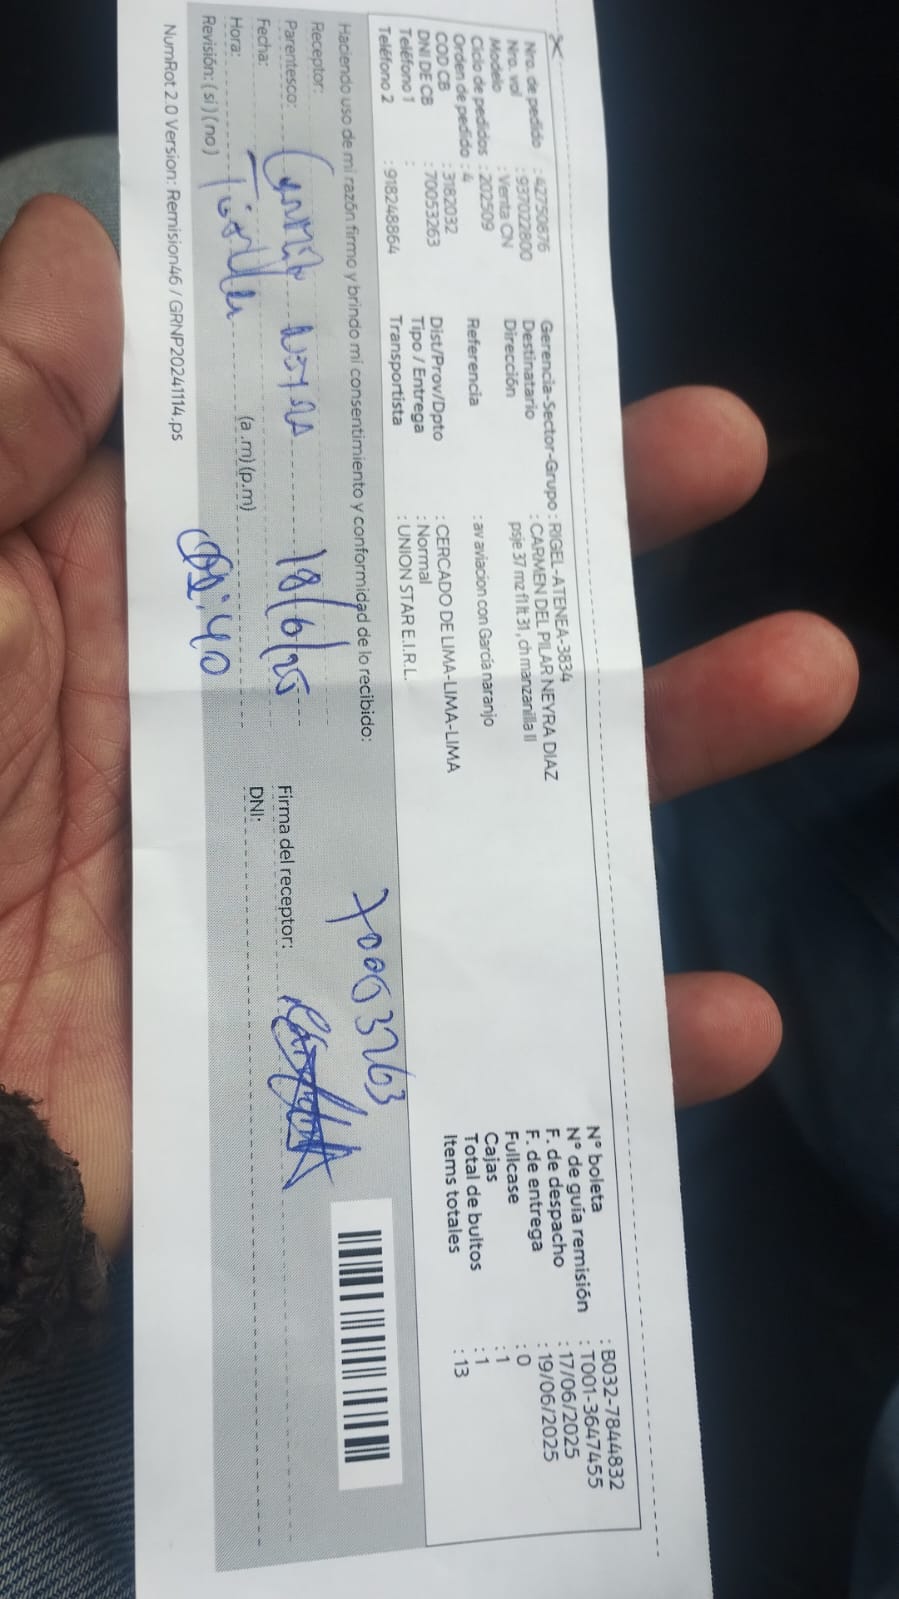 Nro. de pedido : 427750876
Nro. vol : 937022800
Modelo : Venta CN
Ciclo de pedidos : 202509
Orden de pedido : 4
COD CB : 3182032
DNI DE CB : 70053263
Teléfono 1 :
Teléfono 2 : 918248864
Gerencia-Sector-Grupo : RIGEL-ATENEA-3834
Destinatario : CARMEN DEL PILAR NEYRA DIAZ
Dirección psje 37 mz f1 lt 31, ch manzanilla II
Referencia : av aviacion con Garcia naranjo
Dist/Prov/Dpto : CERCADO DE LIMA-LIMA-LIMA
Tipo / Entrega : Normal
Transportista : UNION STAR E.I.R.L.
N° boleta : B032-7844832
N° de guía remisión : T001-3647455
F. de despacho : 17/06/2025
F. de entrega : 19/06/2025
Fullcase : 0
Cajas : 1
Total de bultos : 1
Items totales : 13
Haciendo uso de mi razón firmo y brindo mi consentimiento y conformidad de lo recibido:
Receptor:
Parentesco:
Fecha: 18/6/25
Hora: (a .m) (p.m)
Revisión: ( si ) ( no )
70053263
Firma del receptor:
DNI:
NumRot 2.0 Version: Remision46 / GRNP20241114.ps